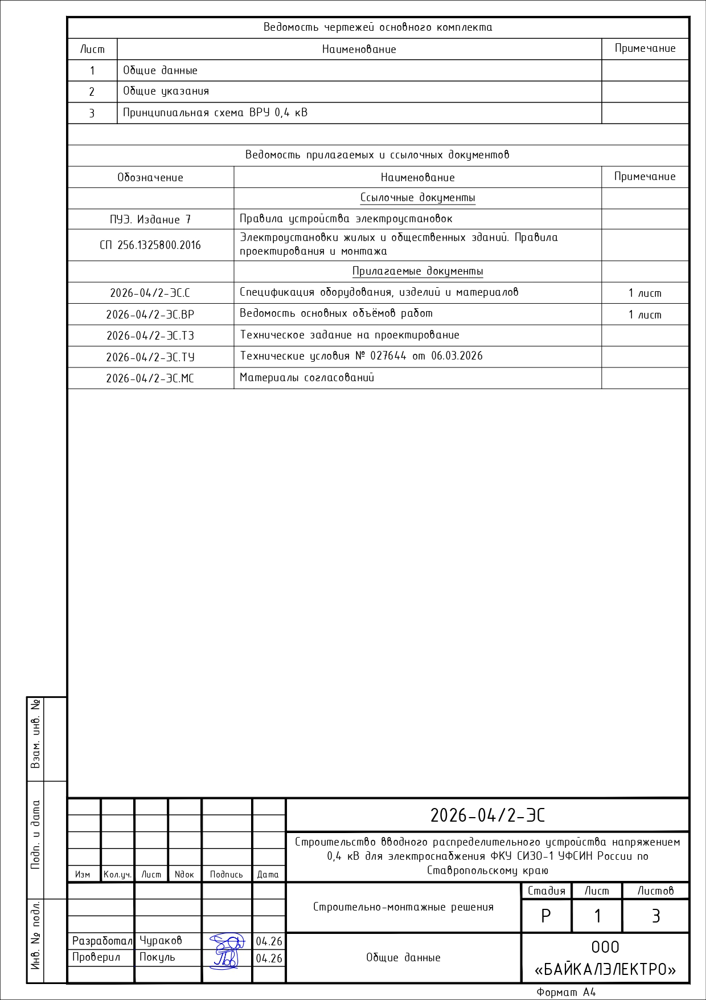 Ведомость чертежей основного комплекта
Лист Наименование Примечание
1 Общие данные
2 Общие указания
3 Принципиальная схема ВРУ 0,4 кВ
Ведомость прилагаемых и ссылочных документов
Обозначение Наименование Примечание
Ссылочные документы
ПУЭ. Издание 7 Правила устройства электроустановок
СП 256.1325800.2016 Электроустановки жилых и общественных зданий. Правила
проектирования и монтажа
Прилагаемые документы
2026-04/2-ЭС.С Спецификация оборудования, изделий и материалов 1 лист
2026-04/2-ЭС.ВР Ведомость основных объёмов работ 1 лист
2026-04/2-ЭС.ТЗ Техническое задание на проектирование
2026-04/2-ЭС.ТУ Технические условия № 027644 от 06.03.2026
2026-04/2-ЭС.МС Материалы согласований
Взам. инв. №
Подп. и дата
Инв. № подл.
2026-04/2-ЭС
Строительство вводного распределительного устройства напряжением
0,4 кВ для электроснабжения ФКУ СИЗО-1 УФСИН России по
Ставропольскому краю
Изм Кол.уч. Лист Nдок Подпись Дата
Строительно-монтажные решения
Стадия Лист Листов
Р 1 3
Разработал Чураков 04.26
Проверил Покуль 04.26
Общие данные
ООО
«БАЙКАЛЭЛЕКТРО»
Формат А4